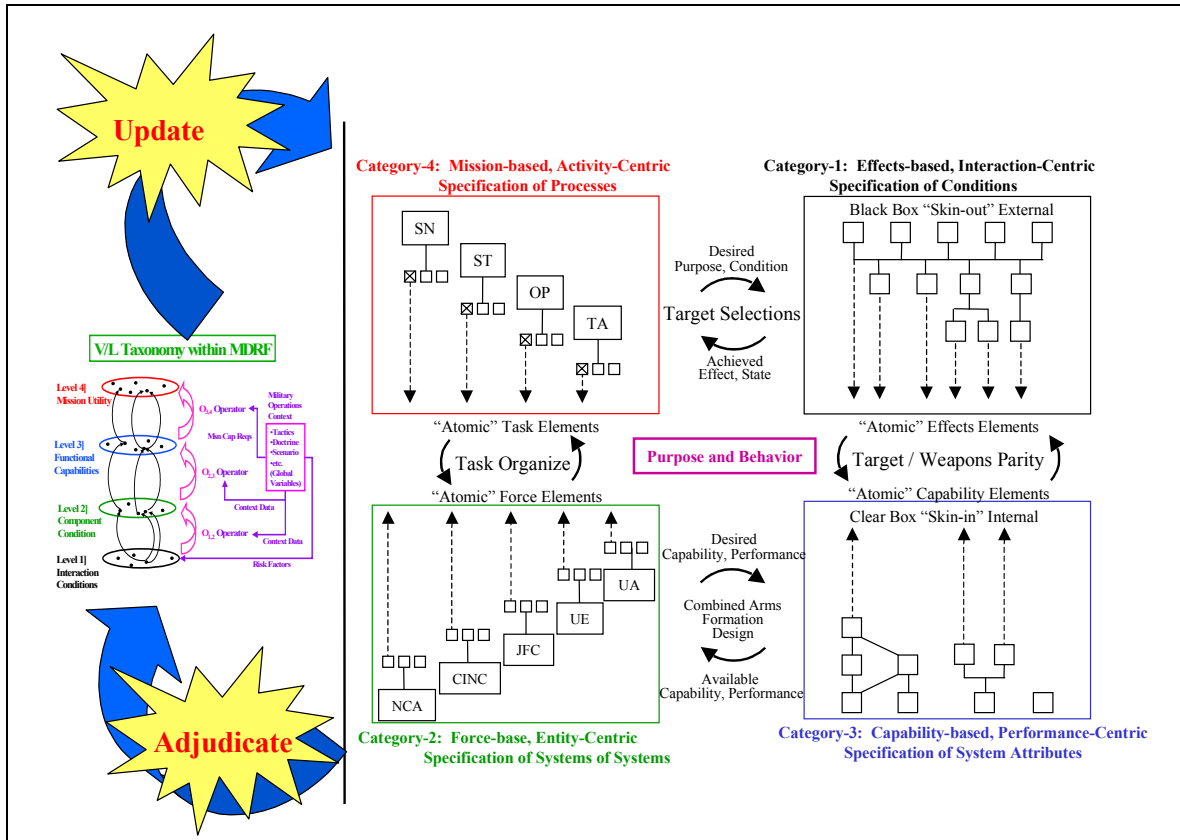 Update
V/L Taxonomy within MDRF
Level 4]
Mission Utility
Level 3]
Functional
Capabilities
Level 2]
Component
Condition
Level 1]
Interaction
Conditions
O3,4 Operator
Msn Cap Reqs
O2,3 Operator
Context Data
O1,2 Operator
Context Data
Risk Factors
Military
Operations
Context
•Tactics
•Doctrine
•Scenario
•etc.
(Global
Variables)
Adjudicate
Category-4: Mission-based, Activity-Centric
Specification of Processes
SN
ST
OP
TA
"Atomic" Task Elements
Task Organize
"Atomic" Force Elements
NCA
CINC
JFC
UE
UA
Category-2: Force-base, Entity-Centric
Specification of Systems of Systems
Desired
Purpose, Condition
Target Selections
Achieved
Effect, State
Purpose and Behavior
Desired
Capability, Performance
Combined Arms
Formation
Design
Available
Capability, Performance
Category-1: Effects-based, Interaction-Centric
Specification of Conditions
Black Box “Skin-out” External
“Atomic” Effects Elements
Target / Weapons Parity
“Atomic” Capability Elements
Clear Box “Skin-in” Internal
Category-3: Capability-based, Performance-Centric
Specification of System Attributes